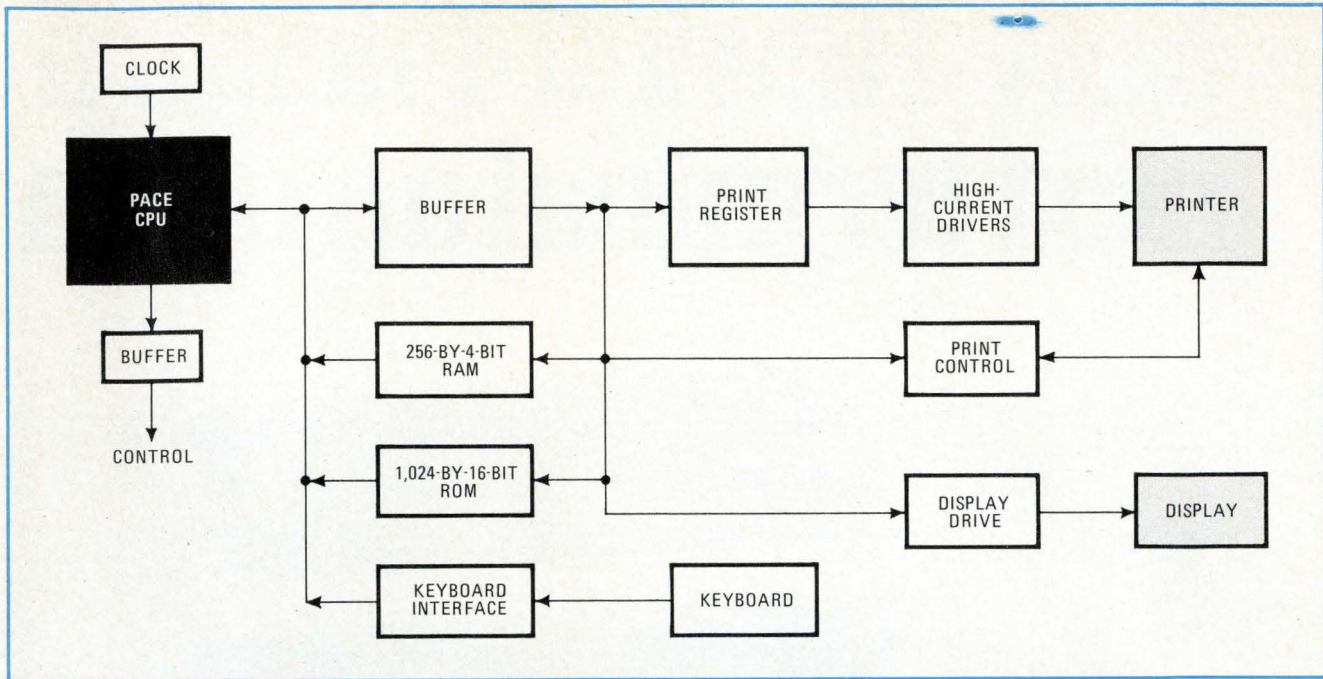 CLOCK
PACE
CPU
BUFFER
CONTROL
BUFFER
PRINT
REGISTER
HIGH-
CURRENT
DRIVERS
PRINTER
256-BY-4-BIT
RAM
PRINT
CONTROL
1,024-BY-16-BIT
ROM
DISPLAY
DRIVE
DISPLAY
KEYBOARD
INTERFACE
KEYBOARD